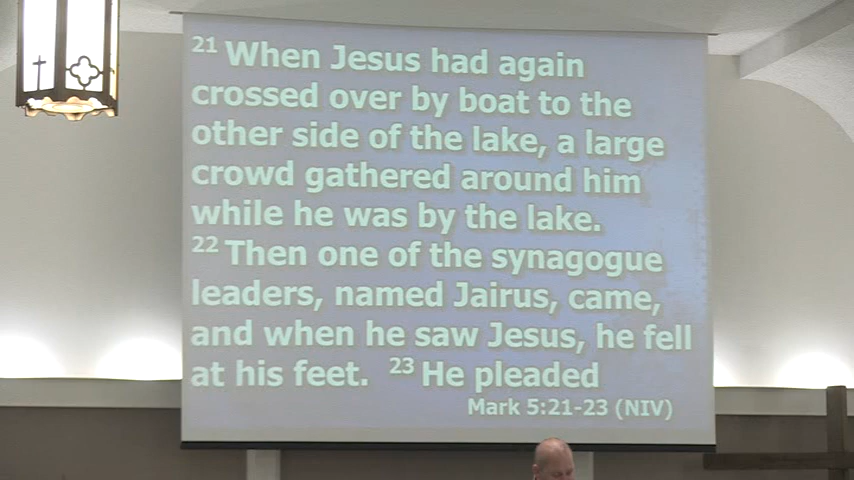 21 When Jesus had again
crossed over by boat to the
other side of the lake, a large
crowd gathered around him
while he was by the lake.
22 Then one of the synagogue
leaders, named Jairus, came,
and when he saw Jesus, he fell
at his feet. 23 He pleaded
Mark 5:21-23 (NIV)